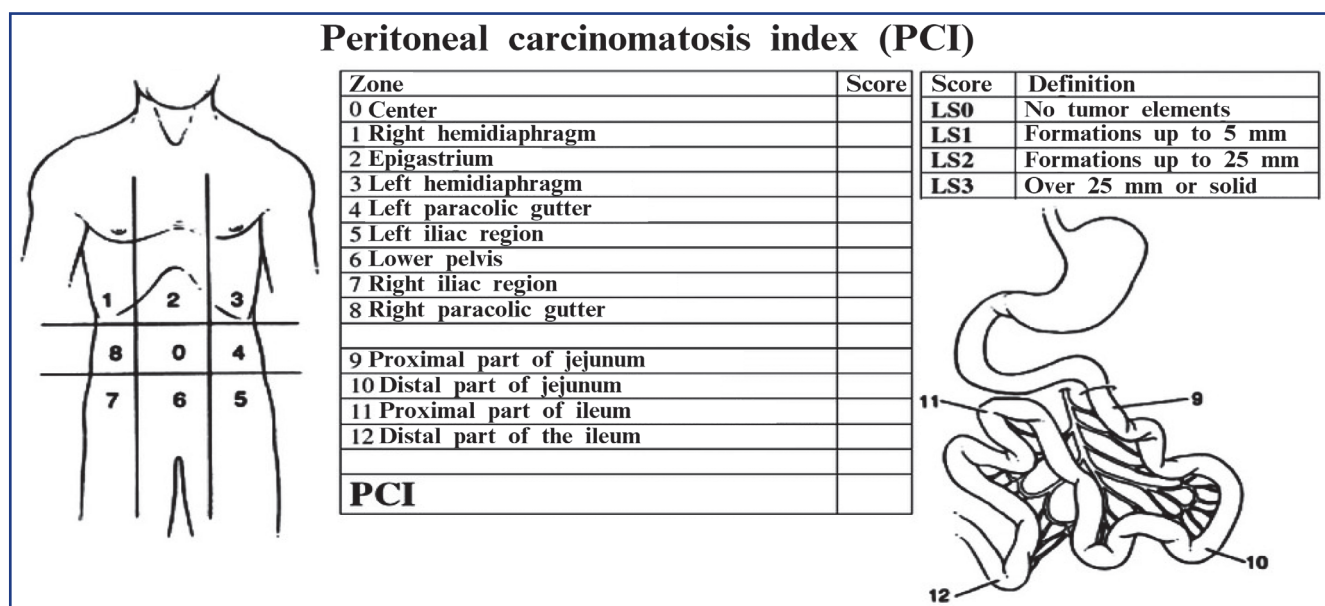 Peritoneal carcinomatosis index (PCI)
Zone Score
0 Center
1 Right hemidiaphragm
2 Epigastrium
3 Left hemidiaphragm
4 Left paracolic gutter
5 Left iliac region
6 Lower pelvis
7 Right iliac region
8 Right paracolic gutter
9 Proximal part of jejunum
10 Distal part of jejunum
11 Proximal part of ileum
12 Distal part of the ileum
PCI
Score Definition
LS0 No tumor elements
LS1 Formations up to 5 mm
LS2 Formations up to 25 mm
LS3 Over 25 mm or solid
1 2 3
8 0 4
7 6 5
11 9
10
12